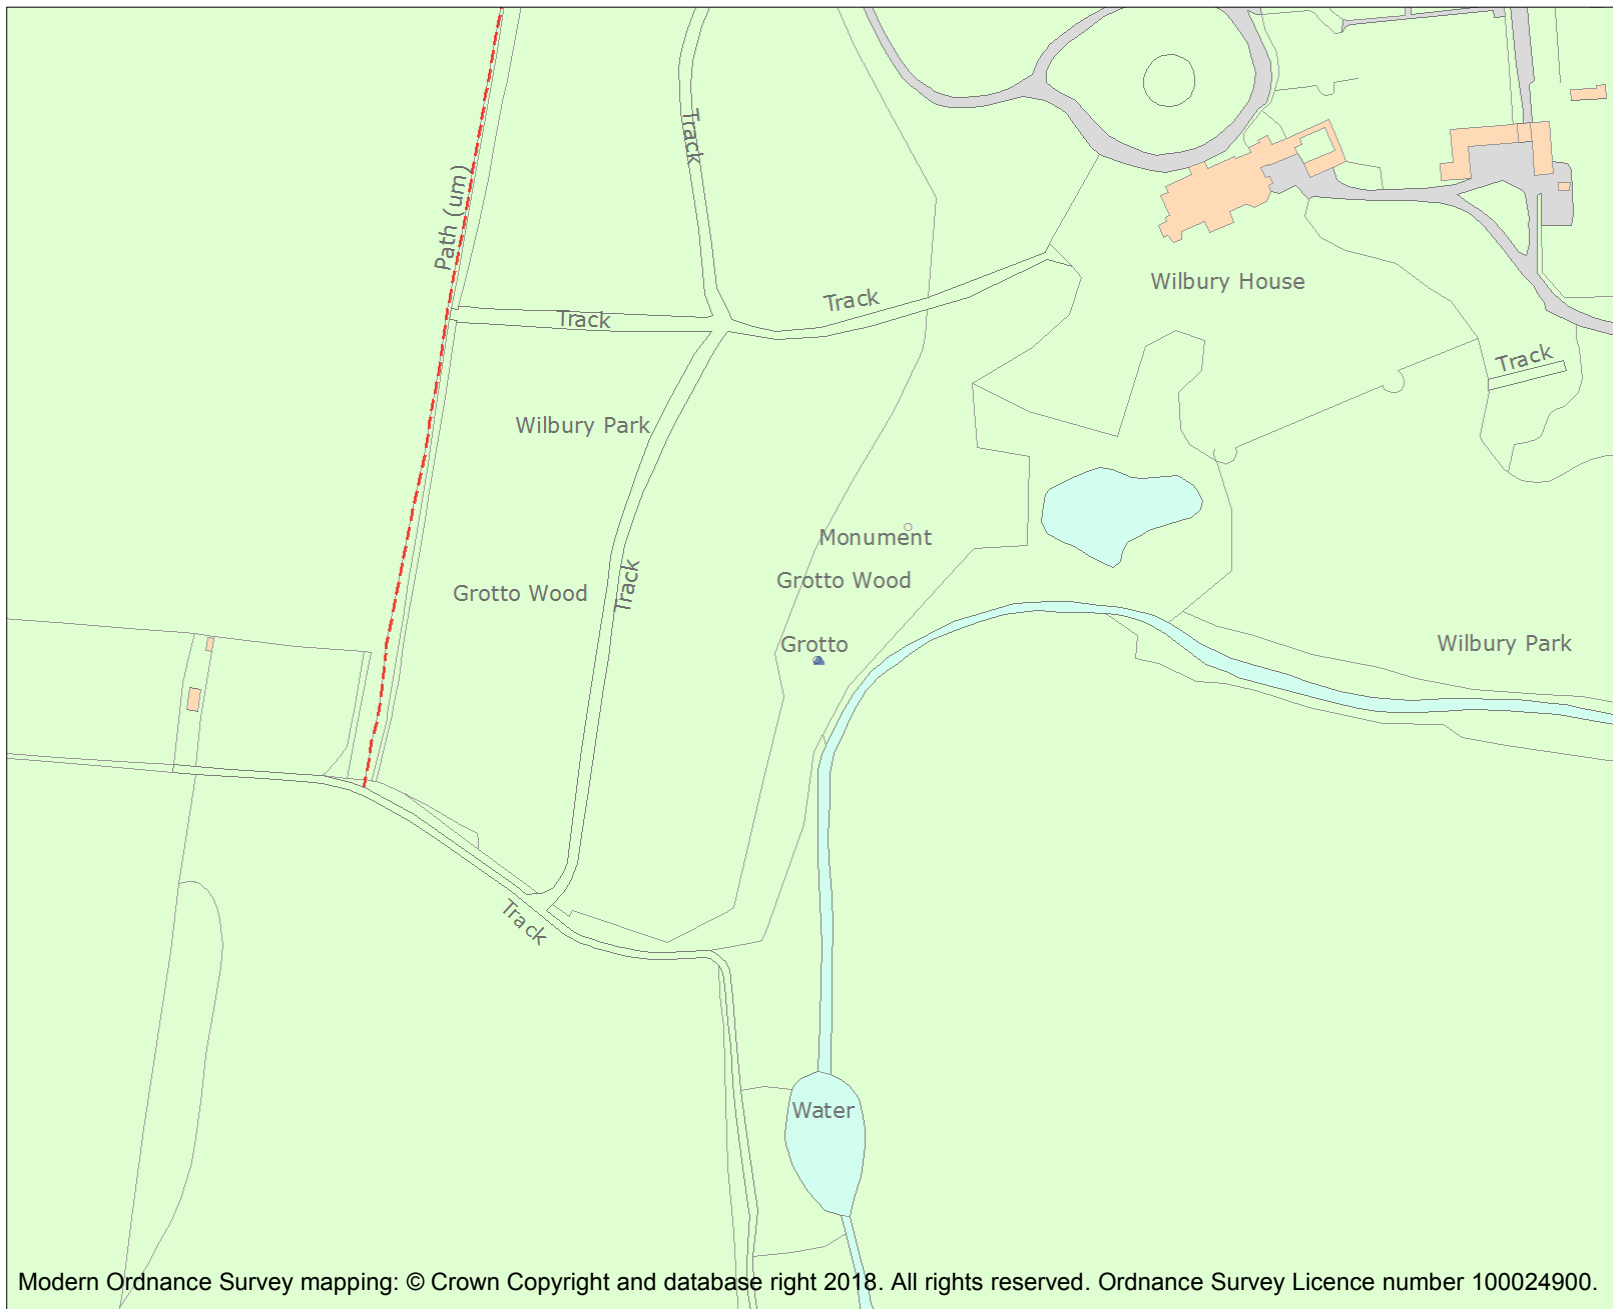 Track
Path (um)
Wilbury House
Track
Track
Track
Wilbury Park
Monument
Grotto Wood
Track
Grotto Wood
Grotto
Wilbury Park
Track
Water
Modern Ordnance Survey mapping: © Crown Copyright and database right 2018. All rights reserved. Ordnance Survey Licence number 100024900.